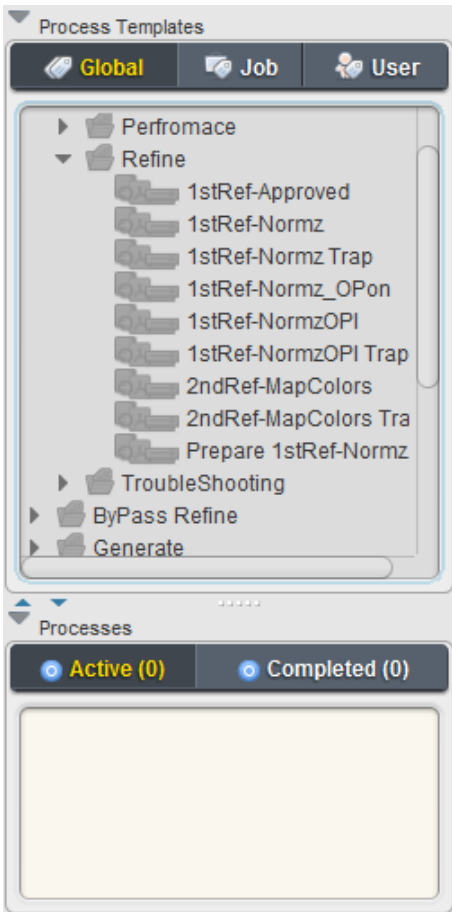 Process Templates
Global Job User
Perfromace
Refine
1stRef-Approved
1stRef-Normz
1stRef-Normz Trap
1stRef-Normz_OPon
1stRef-NormzOPI
1stRef-NormzOPI Trap
2ndRef-MapColors
2ndRef-MapColors Tra
Prepare 1stRef-Normz
TroubleShooting
ByPass Refine
Generate
Processes
Active (0) Completed (0)